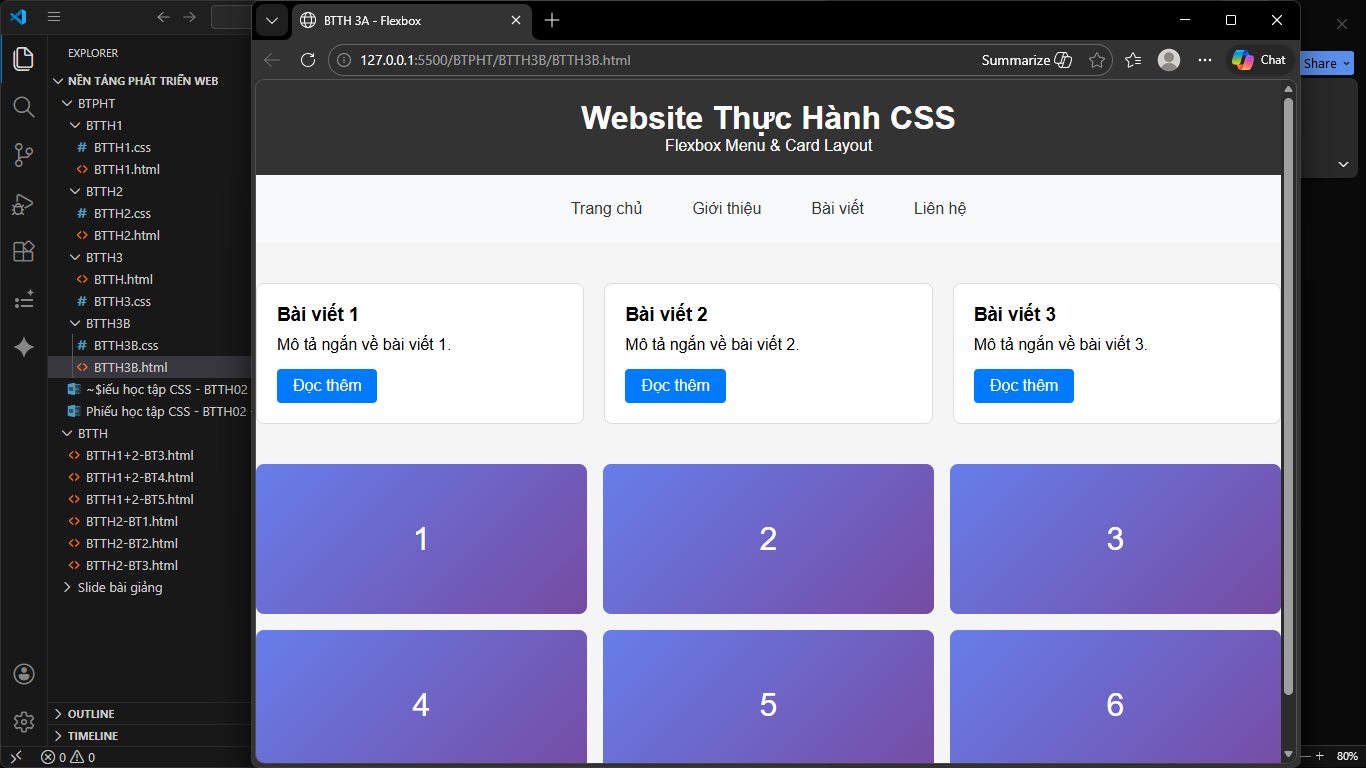 BTTH 3A - Flexbox
127.0.0.1:5500/BTPHT/BTTH3B/BTTH3B.html
Summarize
Chat
Share
EXPLORER
NỀN TẢNG PHÁT TRIỂN WEB
BTPHT
BTTH1
# BTTH1.css
<> BTTH1.html
BTTH2
# BTTH2.css
<> BTTH2.html
BTTH3
<> BTTH.html
# BTTH3.css
BTTH3B
# BTTH3B.css
<> BTTH3B.html
~$iếu học tập CSS - BTTH02
Phiếu học tập CSS - BTTH02 -
BTTH
<> BTTH1+2-BT3.html
<> BTTH1+2-BT4.html
<> BTTH1+2-BT5.html
<> BTTH2-BT1.html
<> BTTH2-BT2.html
<> BTTH2-BT3.html
Slide bài giảng
OUTLINE
TIMELINE
0 0
Website Thực Hành CSS
Flexbox Menu & Card Layout
Trang chủ Giới thiệu Bài viết Liên hệ
Bài viết 1
Mô tả ngắn về bài viết 1.
Đọc thêm
Bài viết 2
Mô tả ngắn về bài viết 2.
Đọc thêm
Bài viết 3
Mô tả ngắn về bài viết 3.
Đọc thêm
1 2 3
4 5 6
80%